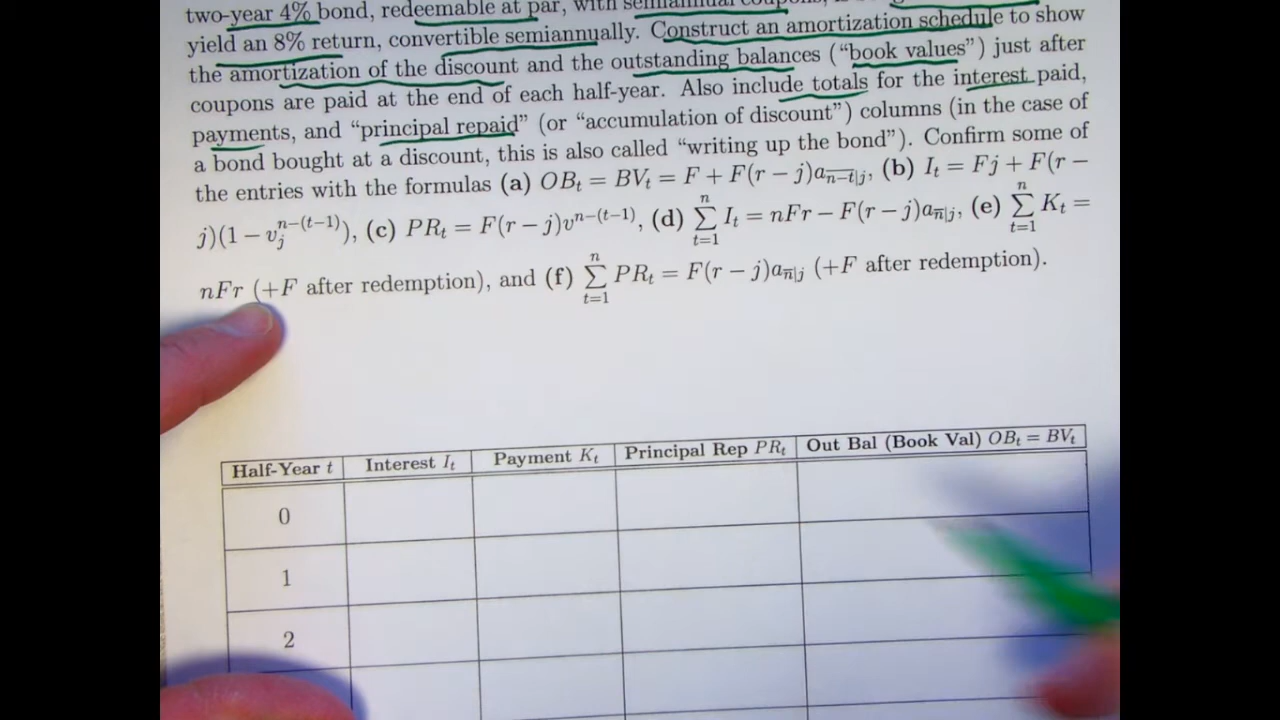 two-year 4% bond, redeemable at par, with semiannual coupons,
yield an 8% return, convertible semiannually. Construct an amortization schedule to show
the amortization of the discount and the outstanding balances (“book values”) just after
coupons are paid at the end of each half-year. Also include totals for the interest paid,
payments, and “principal repaid” (or “accumulation of discount”) columns (in the case of
a bond bought at a discount, this is also called “writing up the bond”). Confirm some of
the entries with the formulas (a) OB_t = BV_t = F + F(r − j)a_{\overline{n−t}|j}, (b) I_t = Fj + F(r −
j)(1 − v_j^{n−(t−1)}), (c) PR_t = F(r − j)v^{n−(t−1)}, (d) \sum_{t=1}^{n} I_t = nFr − F(r − j)a_{\overline{n}|j}, (e) \sum_{t=1}^{n} K_t =
nFr (+F after redemption), and (f) \sum_{t=1}^{n} PR_t = F(r − j)a_{\overline{n}|j} (+F after redemption).
Half-Year t Interest I_t Payment K_t Principal Rep PR_t Out Bal (Book Val) OB_t = BV_t
0
1
2